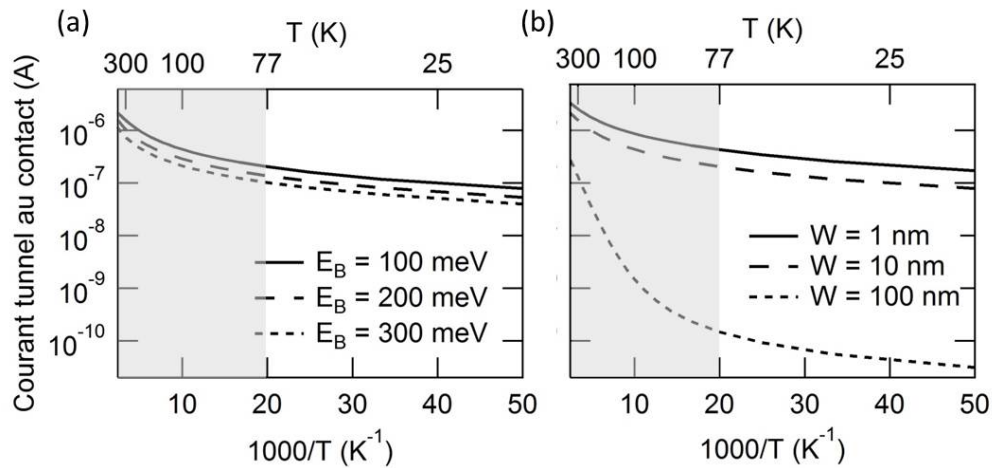 (a)
T (K)
300 100 77 25
Courant tunnel au contact (A)
10⁻⁶
10⁻⁷
10⁻⁸
10⁻⁹
10⁻¹⁰
E_B = 100 meV
E_B = 200 meV
E_B = 300 meV
10 20 30 40 50
1000/T (K⁻¹)
(b)
T (K)
300 100 77 25
W = 1 nm
W = 10 nm
W = 100 nm
10 20 30 40 50
1000/T (K⁻¹)